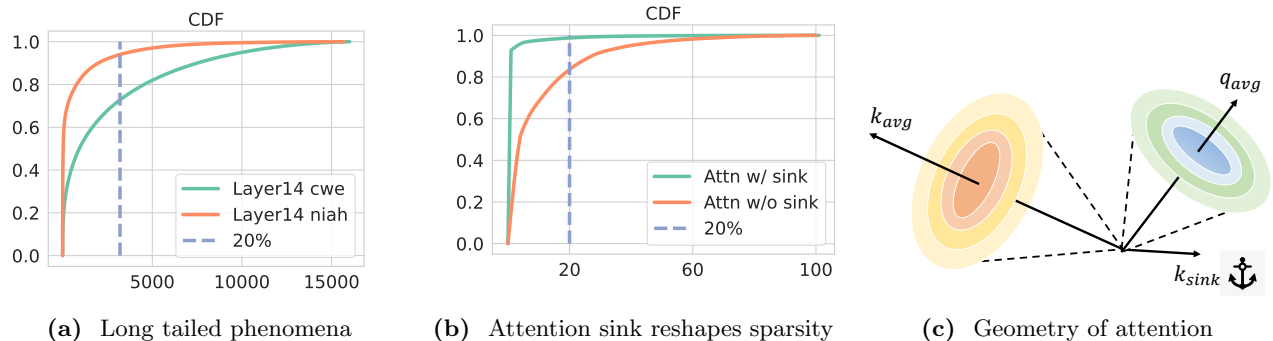 CDF
1.0
0.8
0.6
0.4
0.2
0.0
5000 10000 15000
Layer14 cwe
Layer14 niah
20%
(a) Long tailed phenomena
CDF
1.0
0.8
0.6
0.4
0.2
0.0
20 60 100
Attn w/ sink
Attn w/o sink
20%
(b) Attention sink reshapes sparsity
k_avg
q_avg
k_sink
(c) Geometry of attention